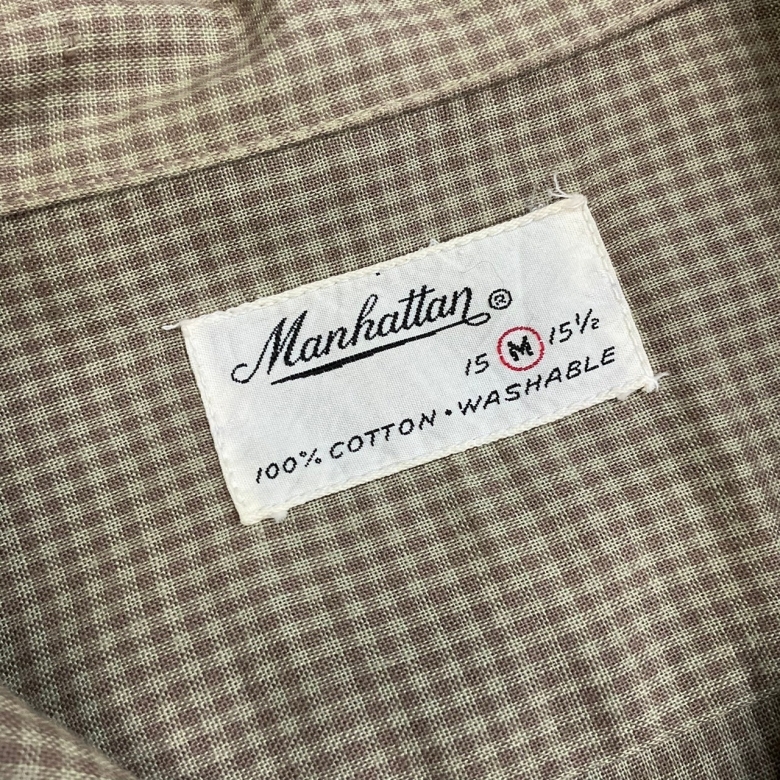 Manhattan ®
15 M 15½
100% COTTON • WASHABLE